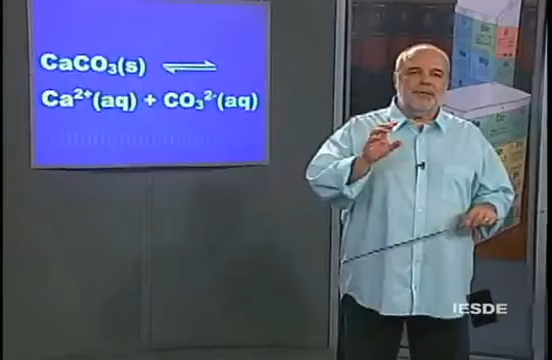 CaCO₃(s) ⇌
Ca²⁺(aq) + CO₃²⁻(aq)
IESDE